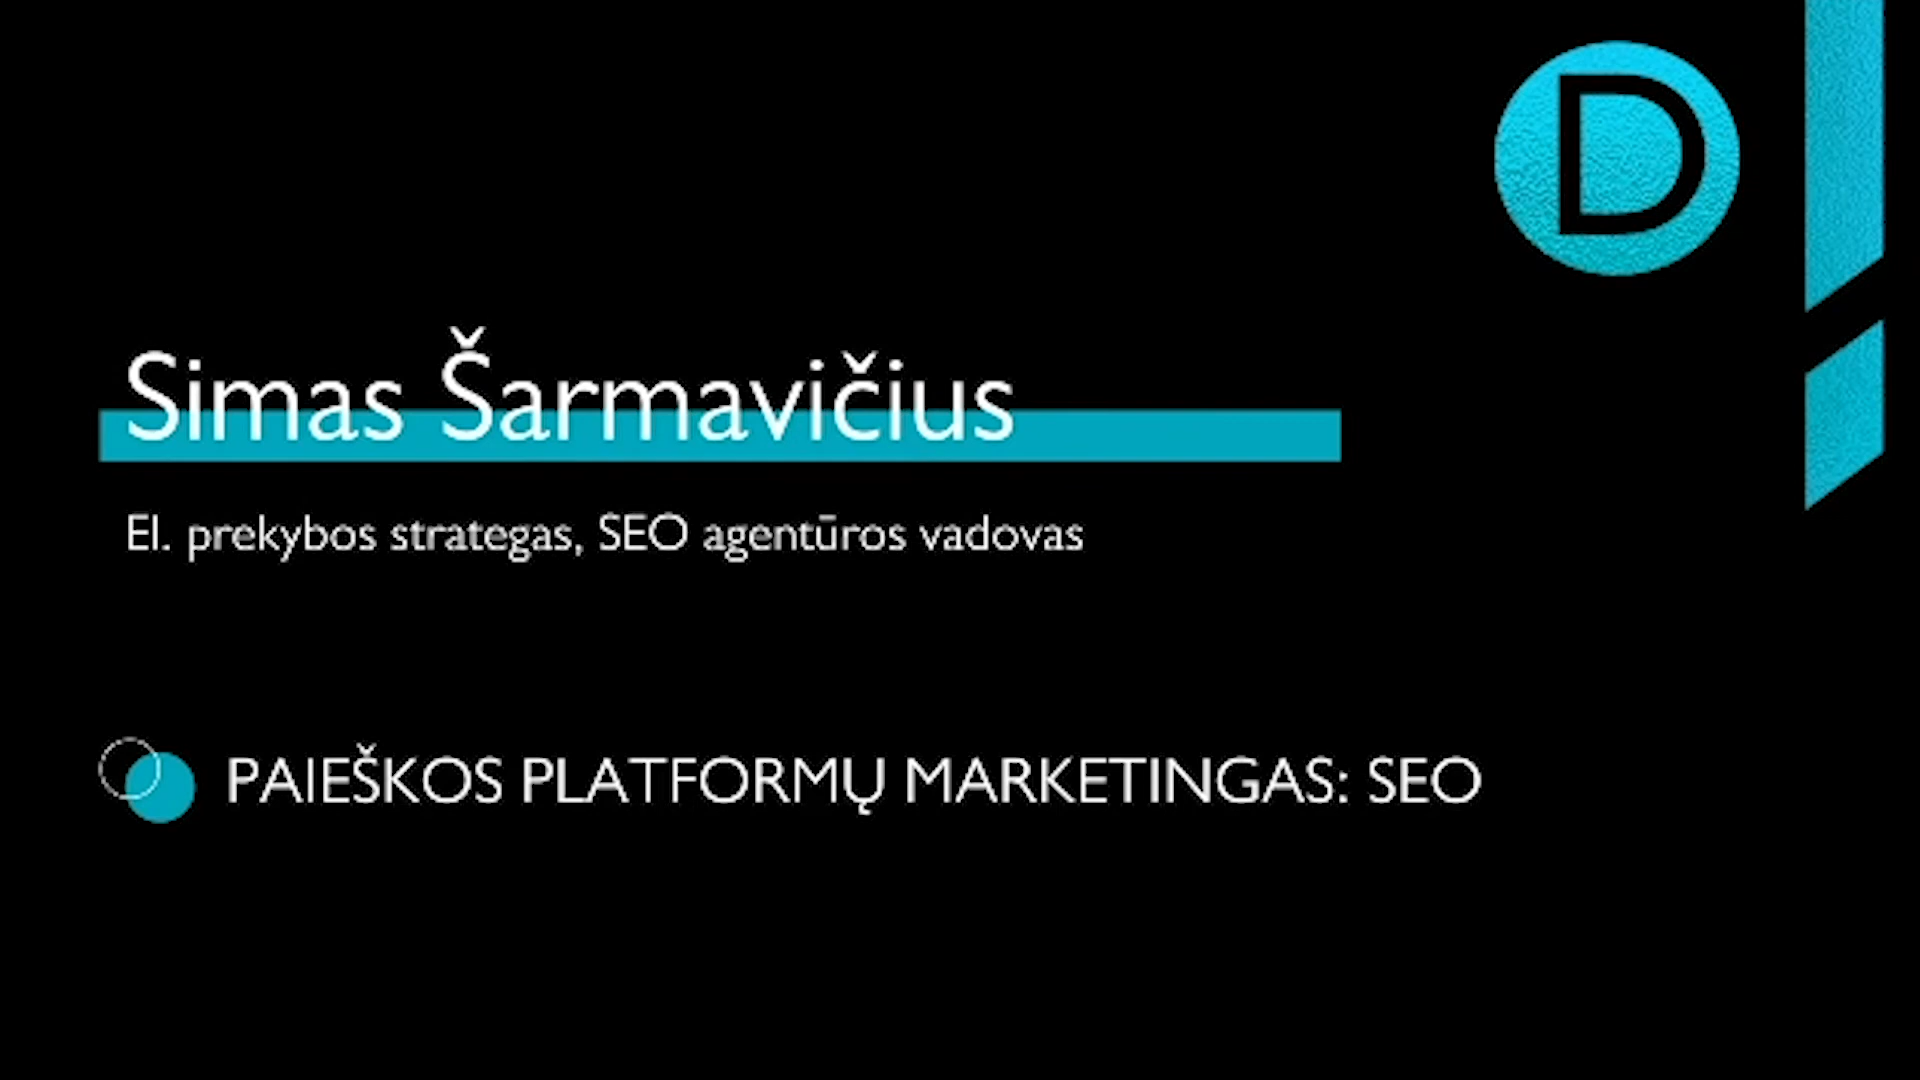 D
Simas Šarmavičius
El. prekybos strategas, SEO agentūros vadovas
PAIEŠKOS PLATFORMŲ MARKETINGAS: SEO